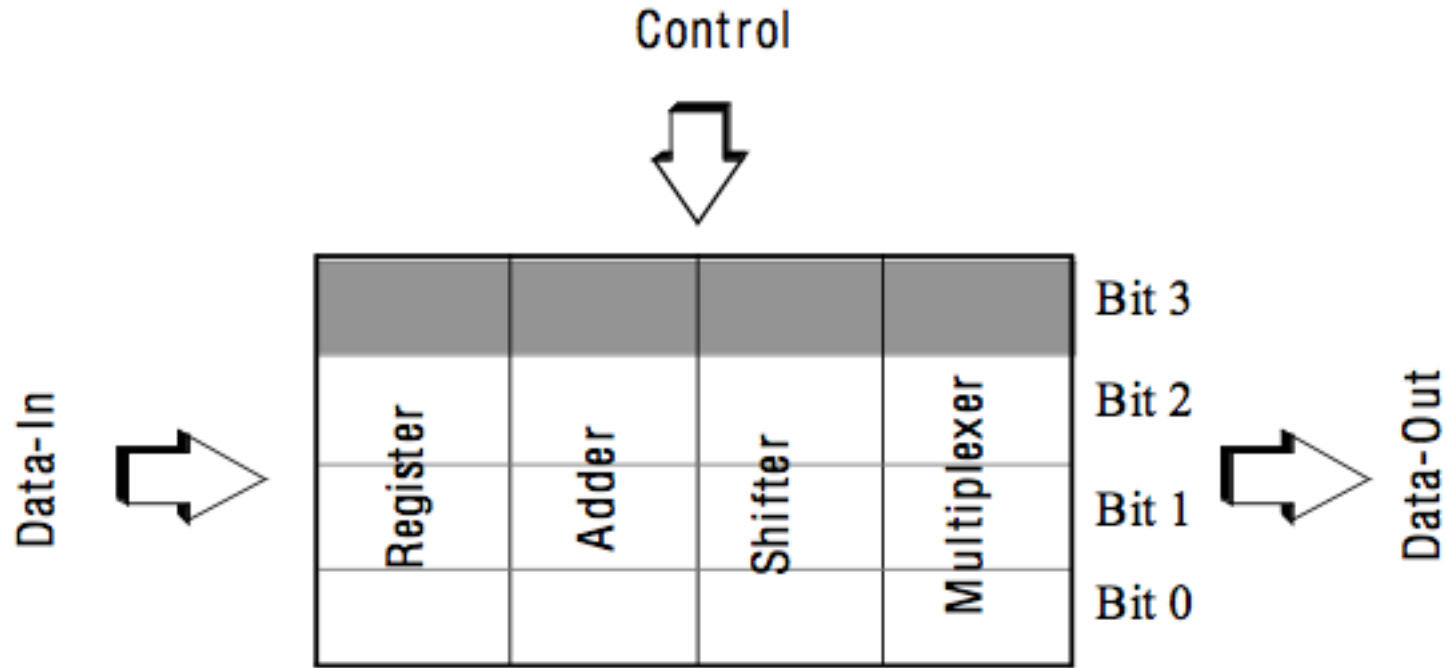 Control
Data-In
Register
Adder
Shifter
Multiplexer
Bit 3
Bit 2
Bit 1
Bit 0
Data-Out